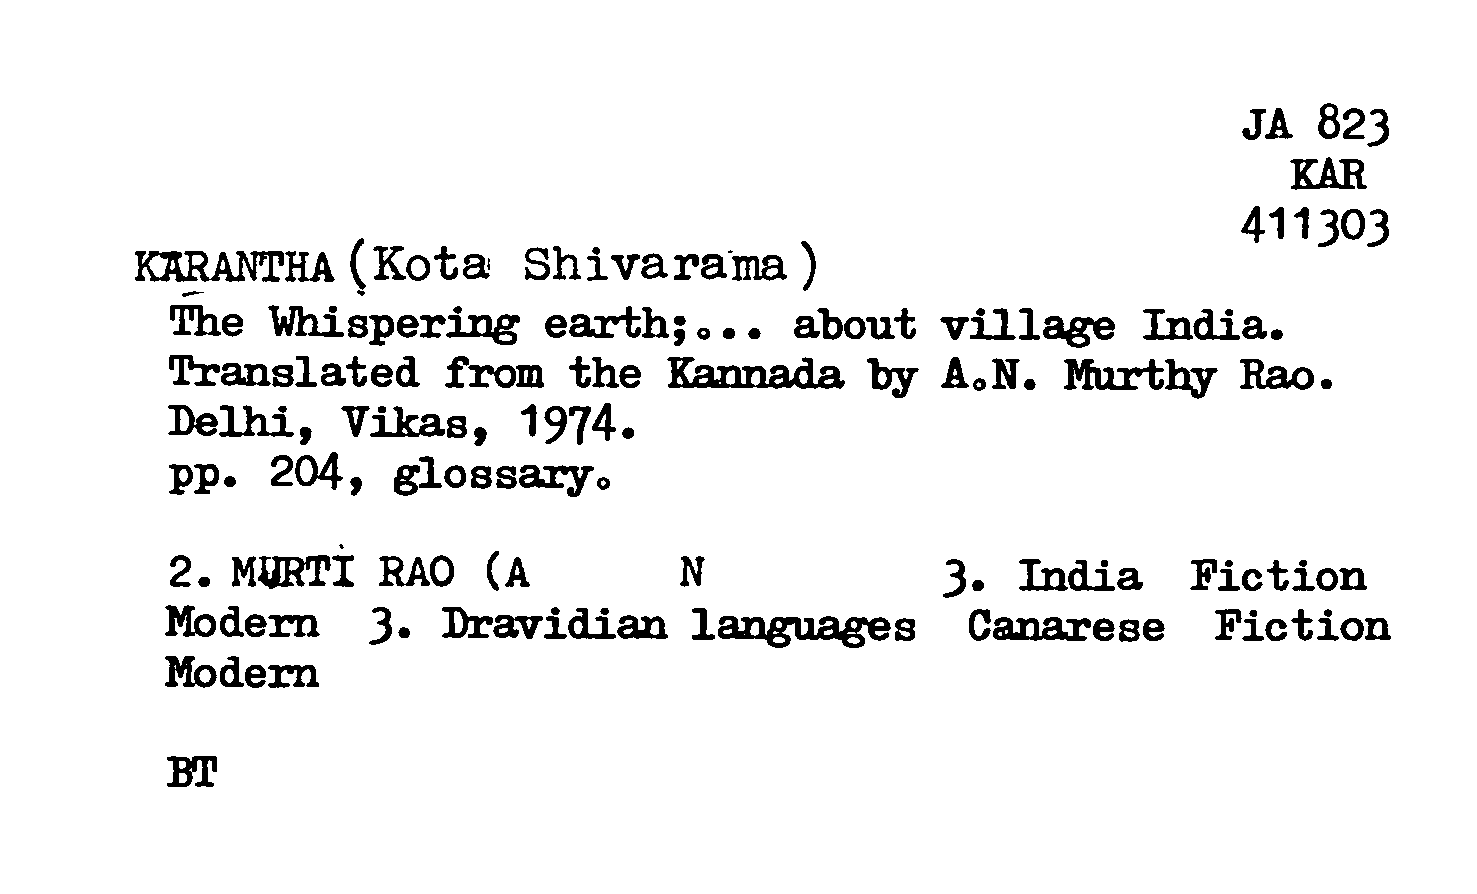 JA 823
KAR
411303
KĀRANTHA (Kota Shivarama)
The Whispering earth;... about village India.
Translated from the Kannada by A.N. Murthy Rao.
Delhi, Vikas, 1974.
pp. 204, glossary.
2. MURTI RAO (A N 3. India Fiction
Modern 3. Dravidian languages Canarese Fiction
Modern
BT